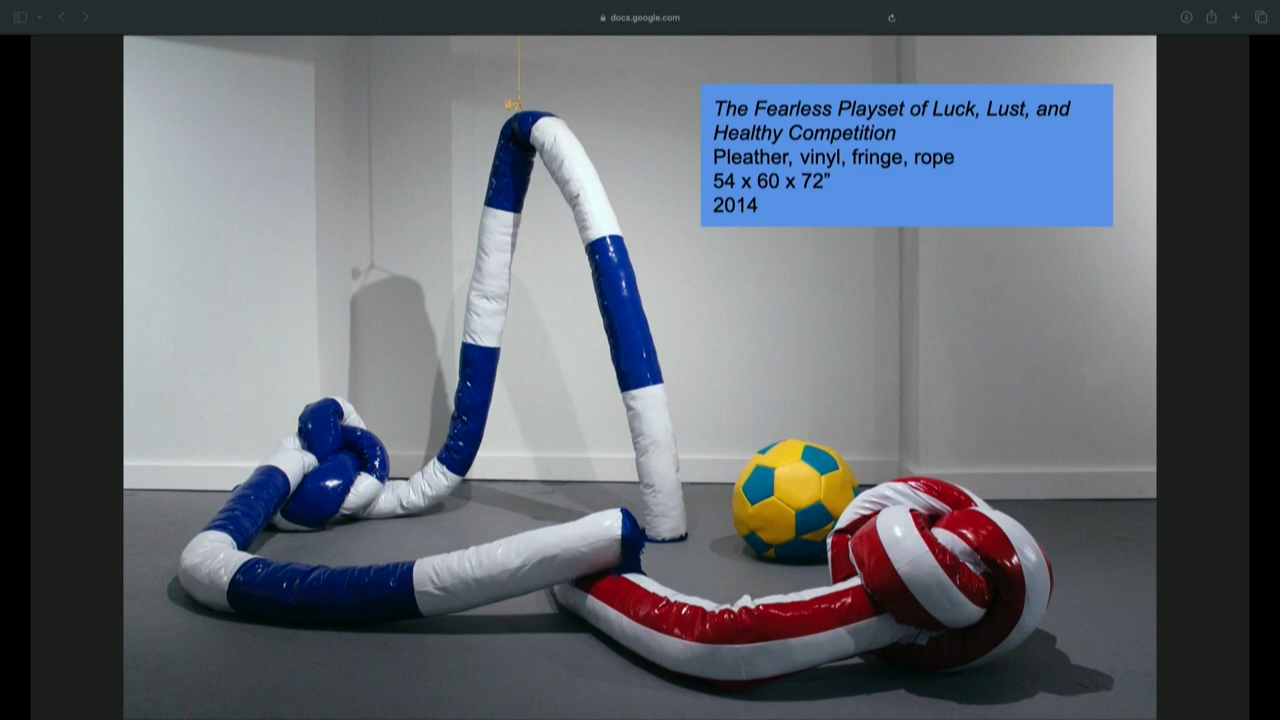 docs.google.com
The Fearless Playset of Luck, Lust, and
Healthy Competition
Pleather, vinyl, fringe, rope
54 x 60 x 72”
2014